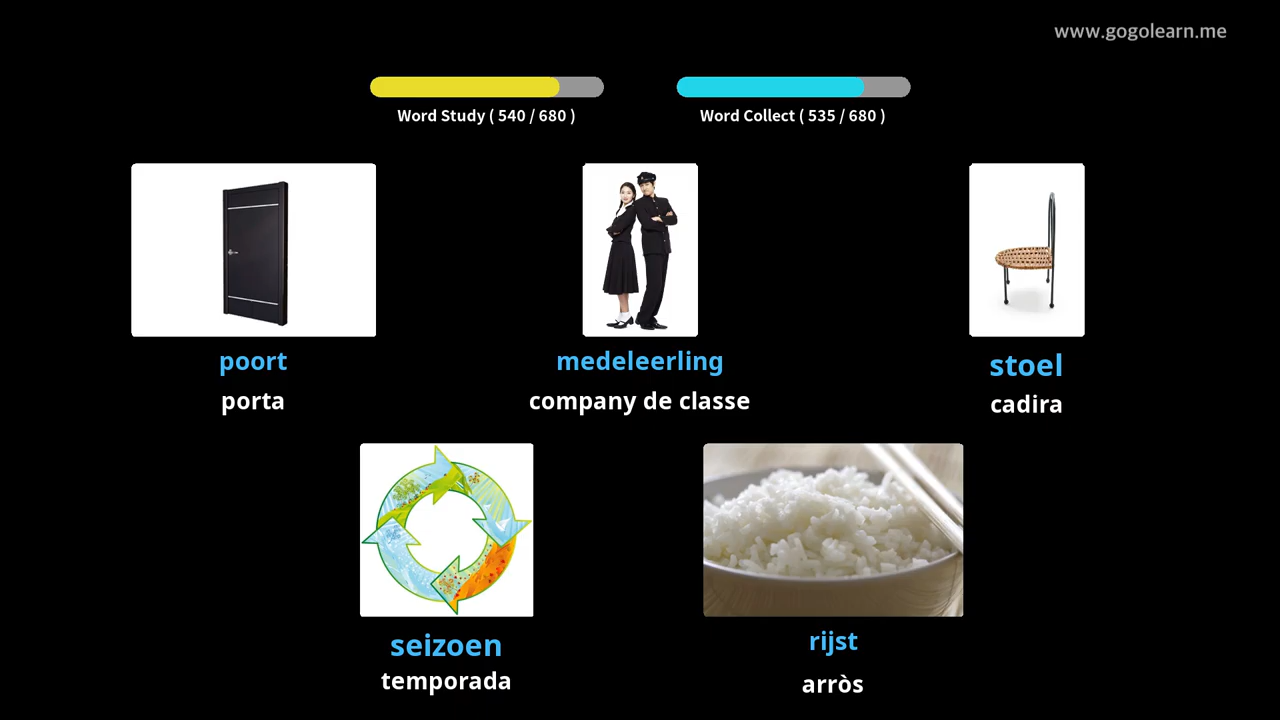 www.gogolearn.me
Word Study ( 540 / 680 )
Word Collect ( 535 / 680 )
poort
porta
medeleerling
company de classe
stoel
cadira
seizoen
temporada
rijst
arròs